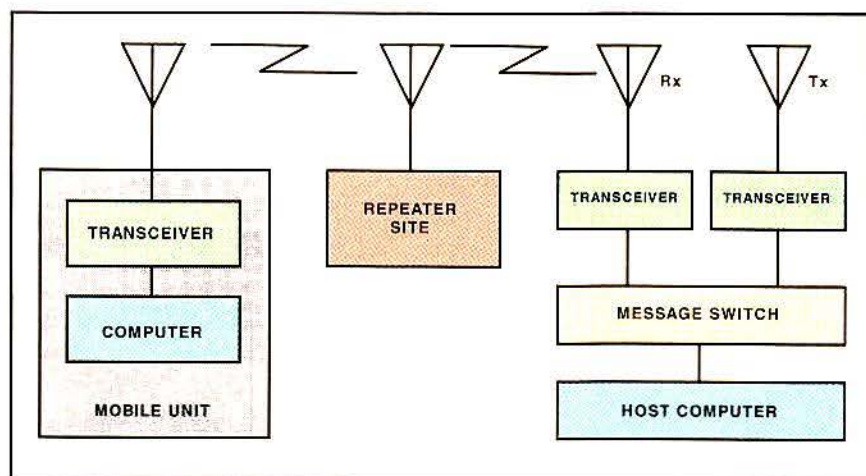 Rx
Tx
TRANSCEIVER
COMPUTER
MOBILE UNIT
REPEATER
SITE
TRANSCEIVER
TRANSCEIVER
MESSAGE SWITCH
HOST COMPUTER